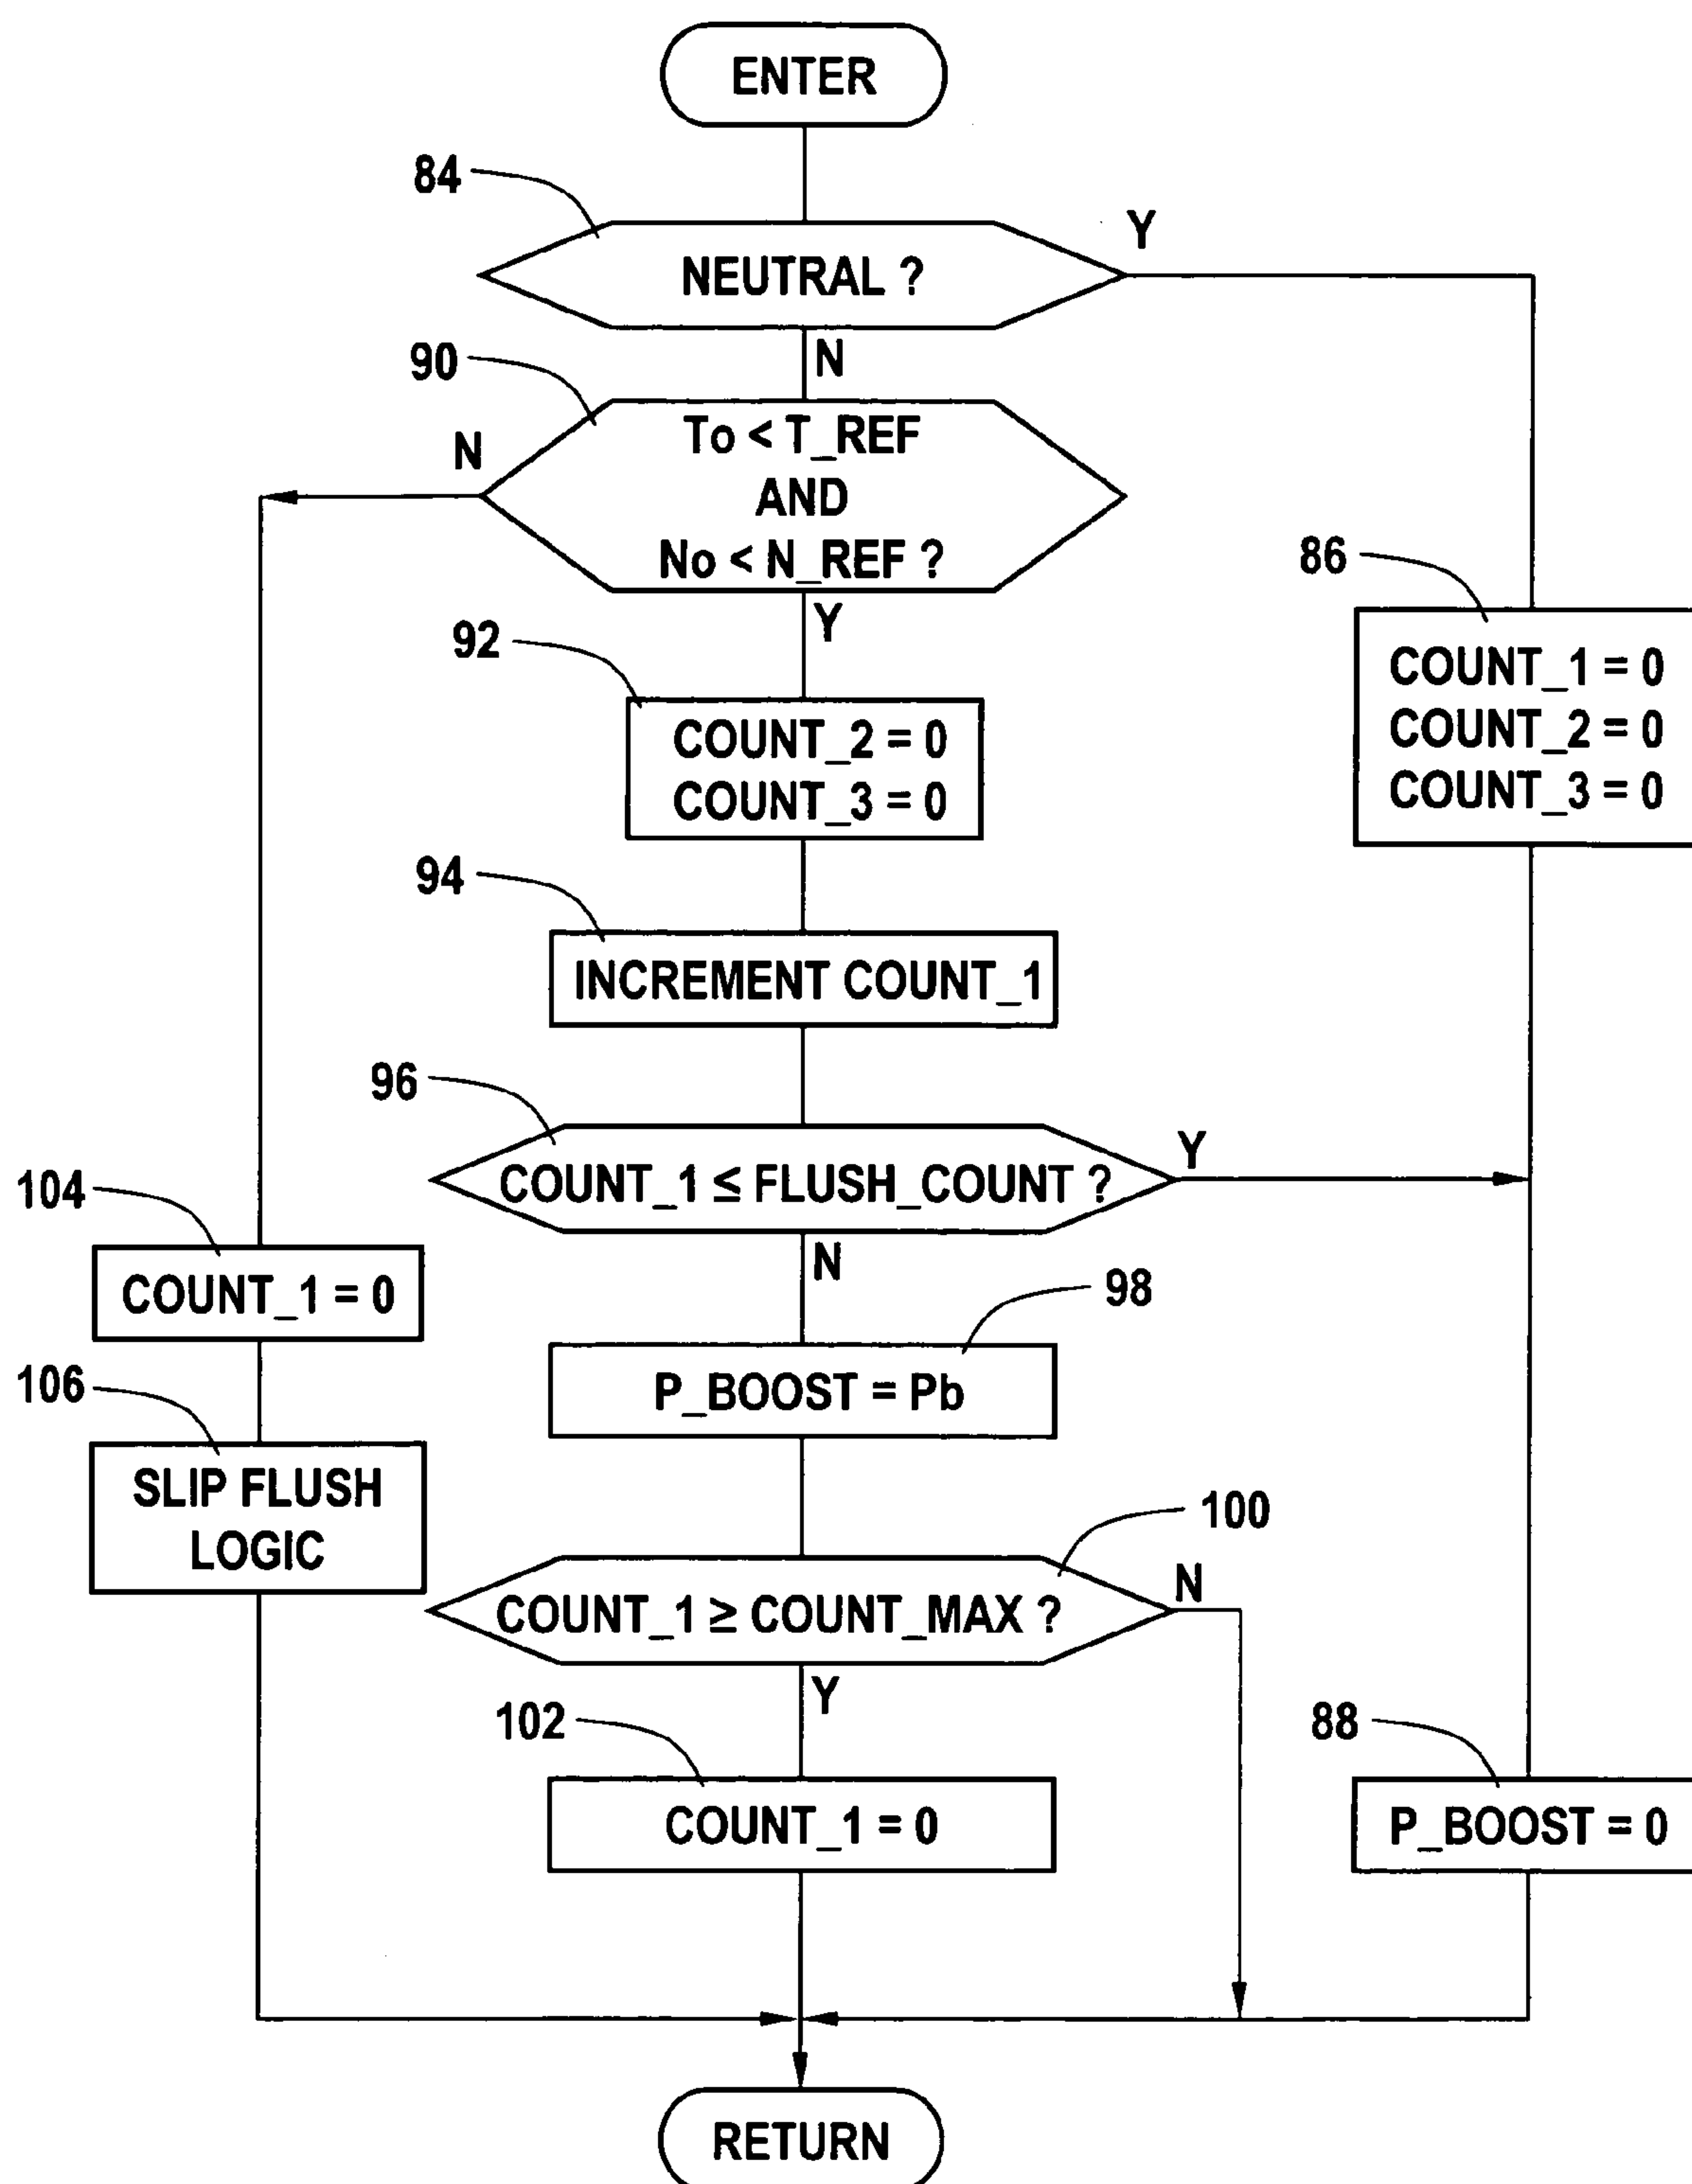 ENTER
84
Y
NEUTRAL ?
90
N
To < T_REF
N
AND
No < N_REF ?
86
Y
92
COUNT_1 = 0
COUNT_2 = 0
COUNT_3 = 0
COUNT_2 = 0
COUNT_3 = 0
94
INCREMENT COUNT_1
96
Y
COUNT_1 ≤ FLUSH_COUNT ?
104
N
98
COUNT_1 = 0
106
P_BOOST = Pb
SLIP FLUSH
LOGIC
100
N
COUNT_1 ≥ COUNT_MAX ?
Y
102
88
COUNT_1 = 0
P_BOOST = 0
RETURN